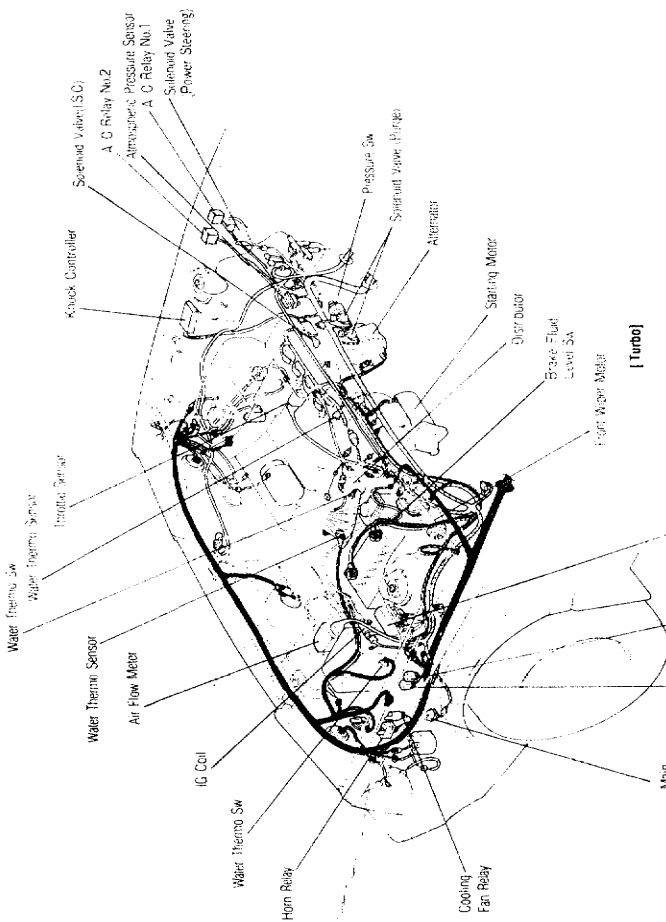 Solenoid Valve (I.S.C)
A.C Relay No.2
Atmospheric Pressure Sensor
A.C Relay No.1
Solenoid Valve
(Power Steering)
Knock Controller
Pressure Sw
Solenoid Valve (Purge)
Alternator
Starting Motor
Distributor
Brake Fluid
Level Sw
Front Wiper Motor
[Turbo]
Water Thermo Sw
Water Thermo Sensor
Throttle Sensor
Water Thermo Sensor
Air Flow Meter
IG Coil
Water Thermo Sw
Horn Relay
Cooling
Fan Relay
Main